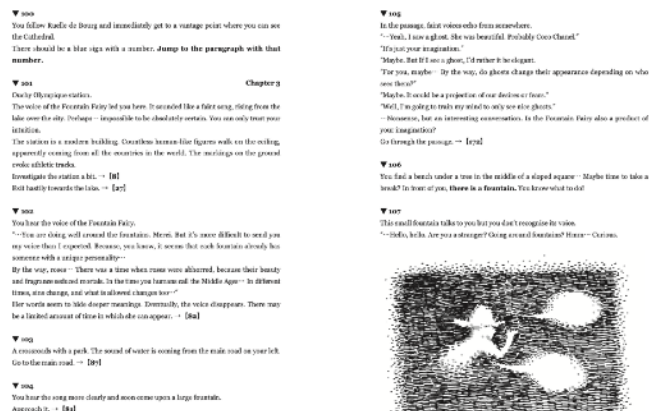 ▼ 100
You follow Ruelle du Bourg and immediately get to a vantage point where you can see
the Cathedral.
There should be a blue sign with a number. Jump to the paragraph with that
number.
▼ 101 Chapter 3
Ouchy Olympique station.
The voice of the Fountain Fairy led you here. It sounded like a faint song, rising from the
lake over the city. Perhaps··· impossible to be absolutely certain. You can only trust your
intuition.
The station is a modern building. Countless human-like figures walk on the ceiling,
apparently coming from all the countries in the world. The markings on the ground
evoke athletic tracks.
Investigate the station a bit. → [8]
Exit hastily towards the lake. → [27]
▼ 102
You hear the voice of the Fountain Fairy.
"···You are doing well around the fountains. Merci. But it's more difficult to send you
my voice than I expected. Because, you know, it seems that each fountain already has
someone with a unique personality···
By the way, roses··· There was a time when roses were abhorred, because their beauty
and fragrance seduced mortals. In the time you humans call the Middle Ages··· In different
times, sins change, and what is allowed changes too···"
Her words seem to hide deeper meanings. Eventually, the voice disappears. There may
be a limited amount of time in which she can appear. → [82]
▼ 103
A crossroads with a park. The sound of water is coming from the main road on your left.
Go to the main road. → [87]
▼ 104
You hear the song more clearly and soon come upon a large fountain.
Approach it. → [81]
▼ 105
In the passage, faint voices echo from somewhere.
"···Yeah, I saw a ghost. She was beautiful. Probably Coco Chanel."
"It's just your imagination."
"Maybe. But if I see a ghost, I'd rather it be elegant.
"For you, maybe··· By the way, do ghosts change their appearance depending on who
sees them?"
"Maybe. It could be a projection of our desires or fears."
"Well, I'm going to train my mind to only see nice ghosts."
···Nonsense, but an interesting conversation. Is the Fountain Fairy also a product of
your imagination?
Go through the passage. → [172]
▼ 106
You find a bench under a tree in the middle of a sloped square··· Maybe time to take a
break? In front of you, there is a fountain. You know what to do!
▼ 107
This small fountain talks to you but you don't recognise its voice.
"···Hello, hello. Are you a stranger? Going around fountains? Hmm··· Curious.